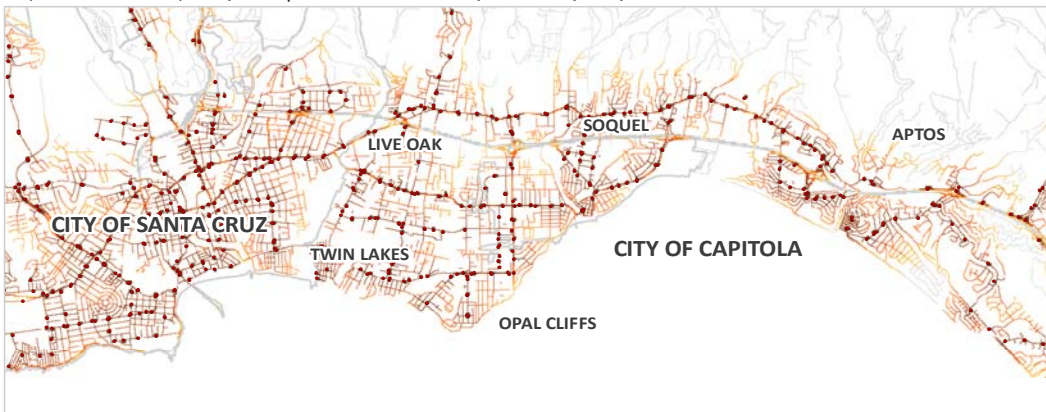 SOQUEL
APTOS
LIVE OAK
CITY OF SANTA CRUZ
CITY OF CAPITOLA
TWIN LAKES
OPAL CLIFFS